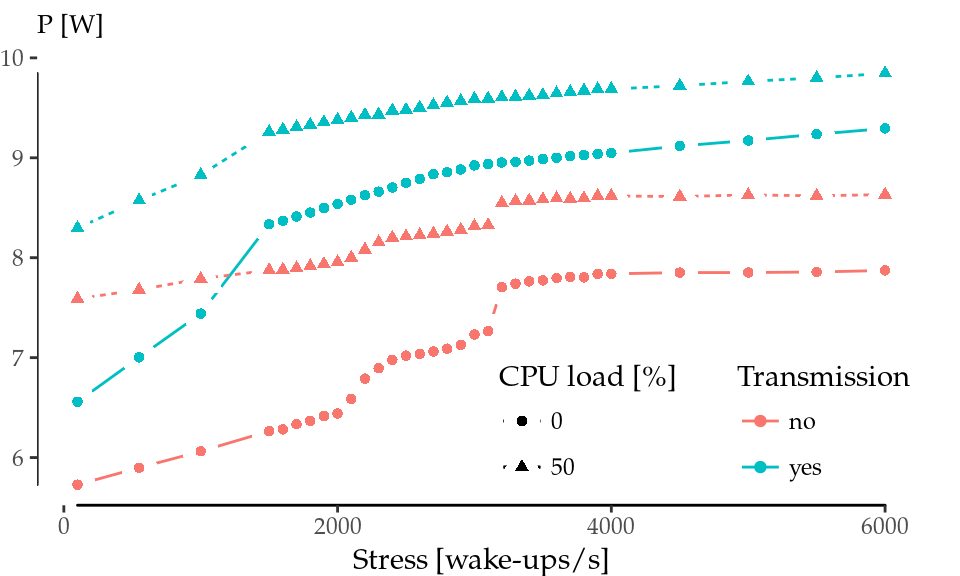 P [W]
10
9
8
7
6
CPU load [%]
0
50
Transmission
no
yes
0 2000 4000 6000
Stress [wake-ups/s]